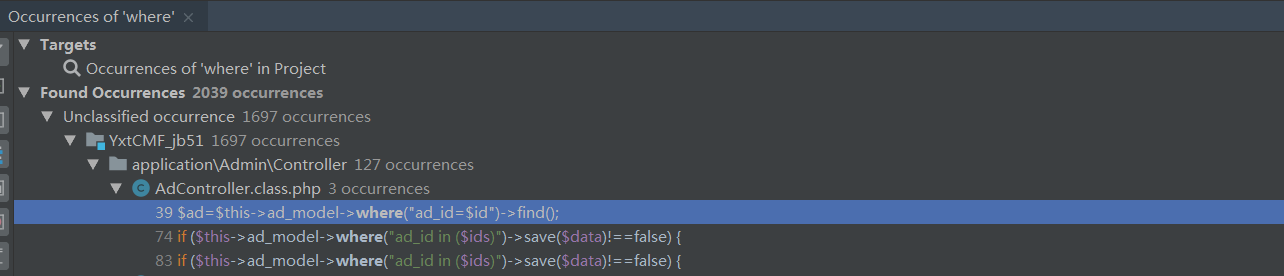 Occurrences of 'where'
Targets
Occurrences of 'where' in Project
Found Occurrences 2039 occurrences
Unclassified occurrence 1697 occurrences
YxtCMF_jb51 1697 occurrences
application\Admin\Controller 127 occurrences
AdController.class.php 3 occurrences
39 $ad=$this->ad_model->where("ad_id=$id")->find();
74 if ($this->ad_model->where("ad_id in ($ids)")->save($data)!==false) {
83 if ($this->ad_model->where("ad_id in ($ids)")->save($data)!==false) {